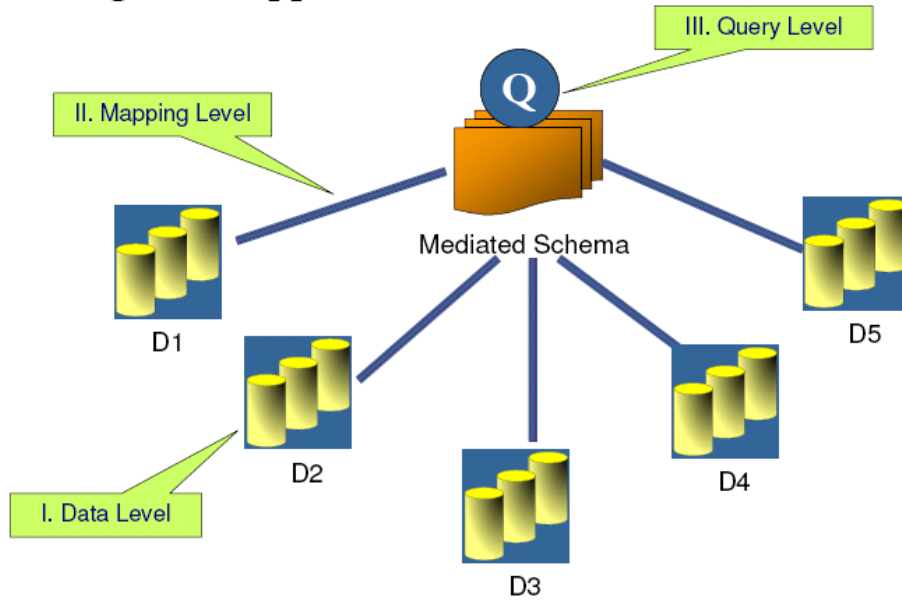 III. Query Level
Q
II. Mapping Level
Mediated Schema
D1
D5
D2
D4
I. Data Level
D3